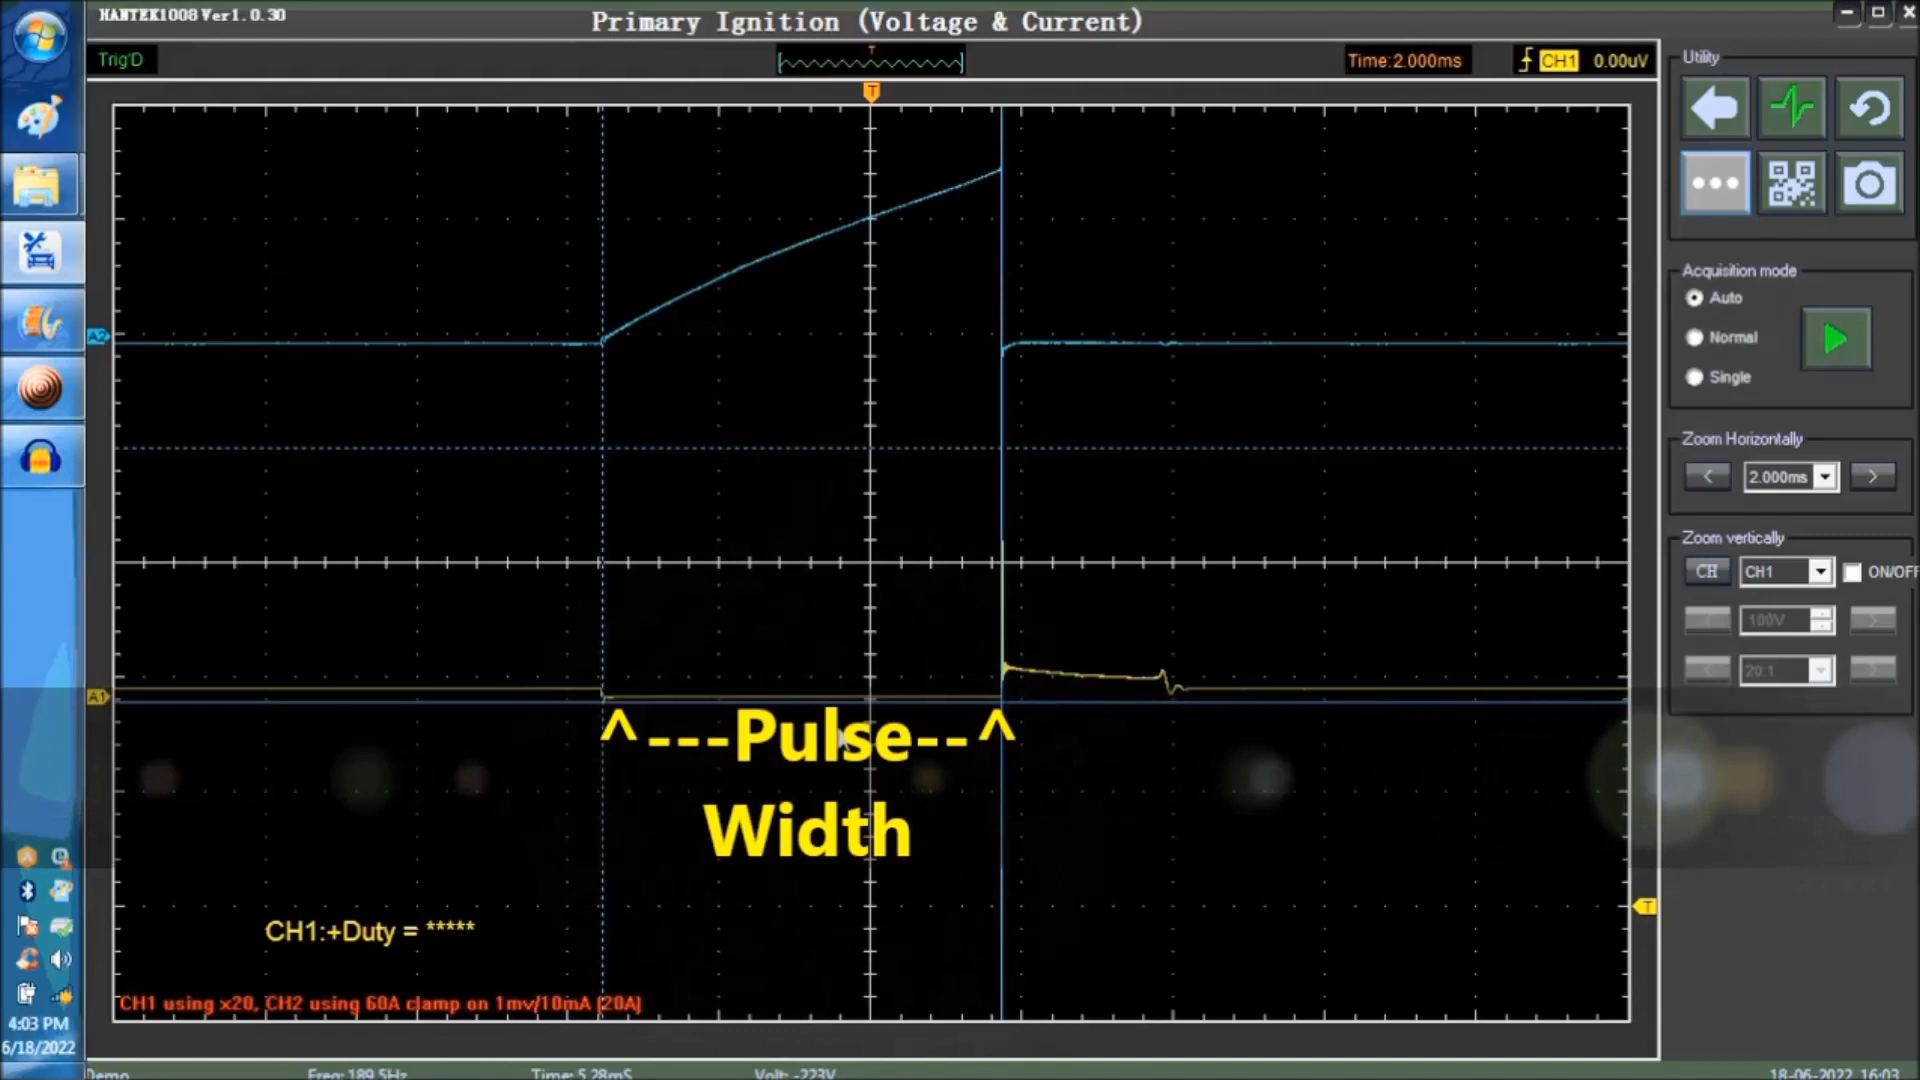 HANTEK1008 Ver1.0.30
Primary Ignition (Voltage & Current)
Trig'D
T
Time:2.000ms
CH1 0.00uV
T
Utility
Acquisition mode
Auto
Normal
Single
Zoom Horizontally
< 2.000ms >
Zoom vertically
CH CH1 ON/OFF
100V
20:1
A2
A1
^---Pulse--^
Width
T
CH1:+Duty = *****
CH1 using x20, CH2 using 60A clamp on 1mv/10mA (20A)
4:03 PM
6/18/2022
Demo Freq: 189.5Hz Time: 5.28mS Volt: -223V 18-06-2022 16:03